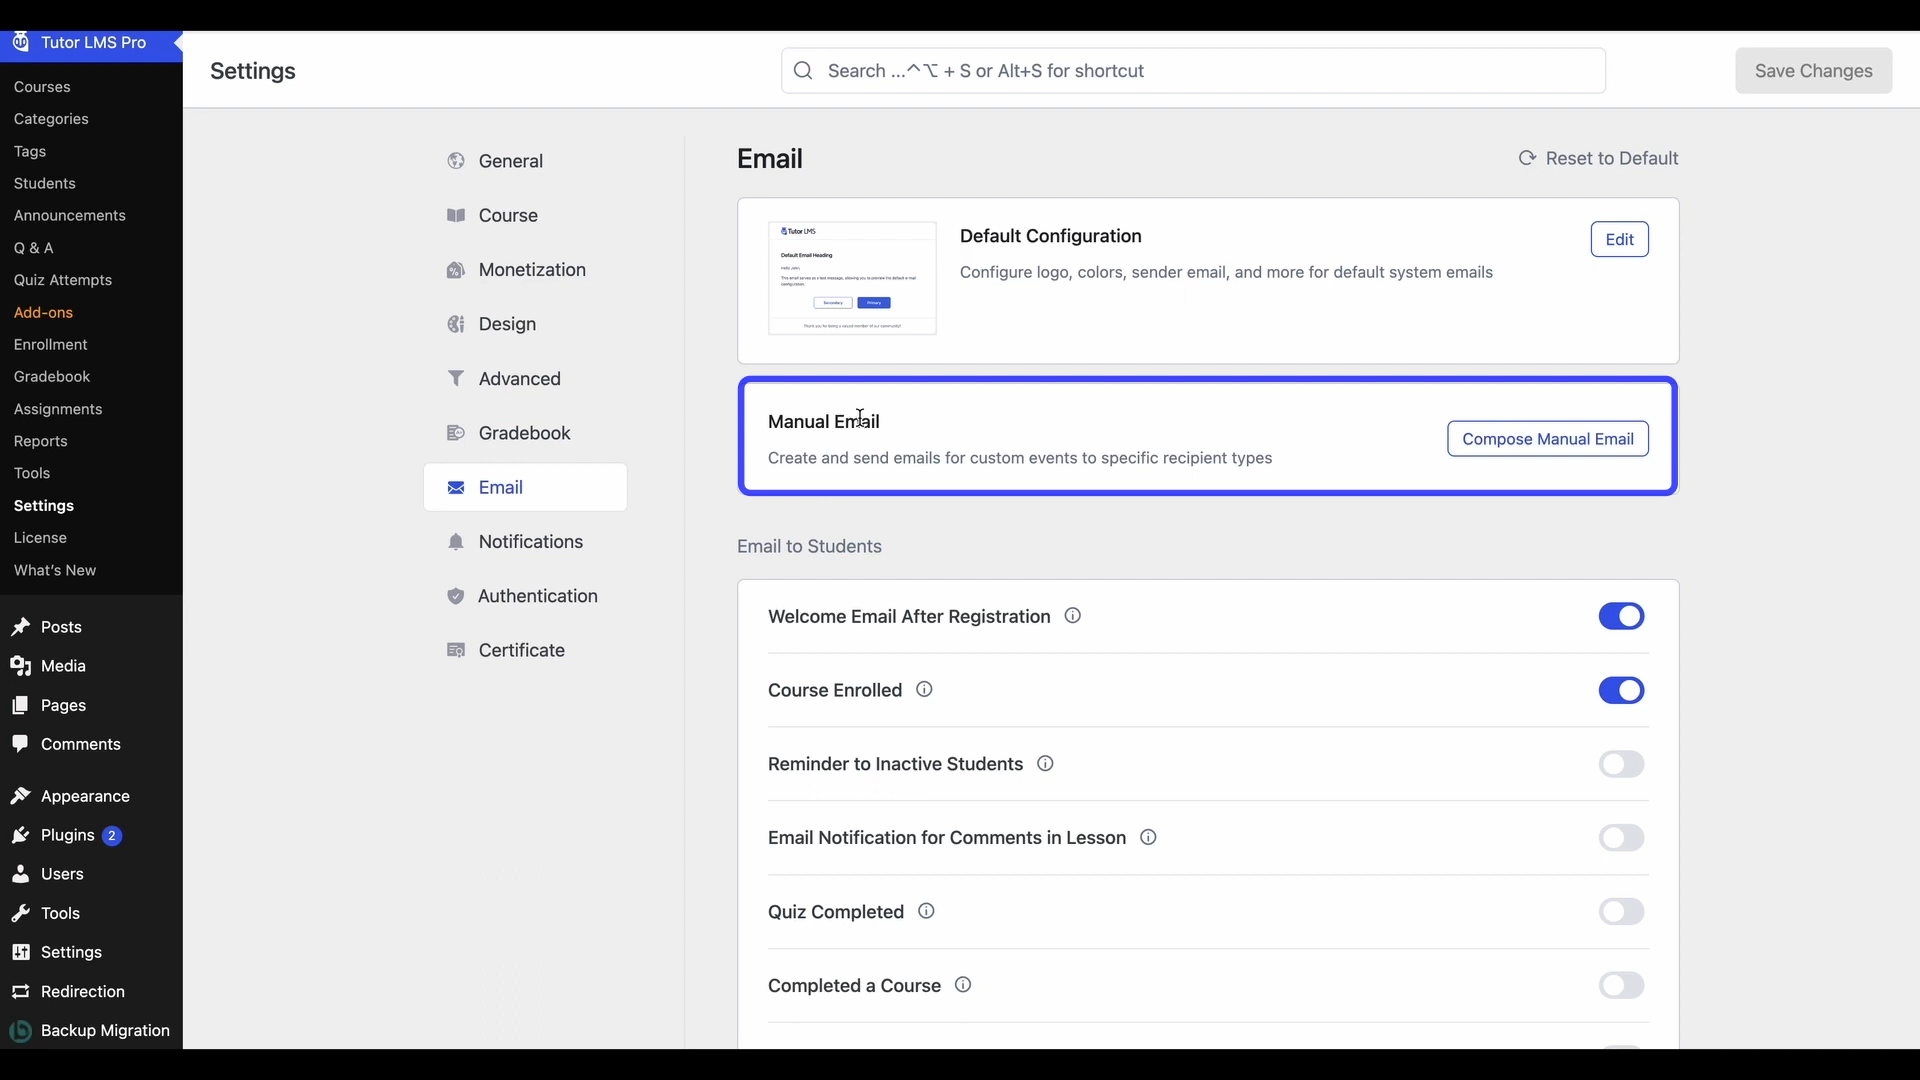 Tutor LMS Pro
Courses
Categories
Tags
Students
Announcements
Q & A
Quiz Attempts
Add-ons
Enrollment
Gradebook
Assignments
Reports
Tools
Settings
License
What's New
Posts
Media
Pages
Comments
Appearance
Plugins 2
Users
Tools
Settings
Redirection
Backup Migration
Settings
Search ...^⌥ + S or Alt+S for shortcut
Save Changes
General
Course
Monetization
Design
Advanced
Gradebook
Email
Notifications
Authentication
Certificate
Email
Reset to Default
Tutor LMS
Default Email Heading
Hello John,
This email serves as a test message, allowing you to preview the default e-mail
configuration.
Secondary Primary
Thank you for being a valued member of our community!
Default Configuration
Edit
Configure logo, colors, sender email, and more for default system emails
Manual Email
Compose Manual Email
Create and send emails for custom events to specific recipient types
Email to Students
Welcome Email After Registration
Course Enrolled
Reminder to Inactive Students
Email Notification for Comments in Lesson
Quiz Completed
Completed a Course